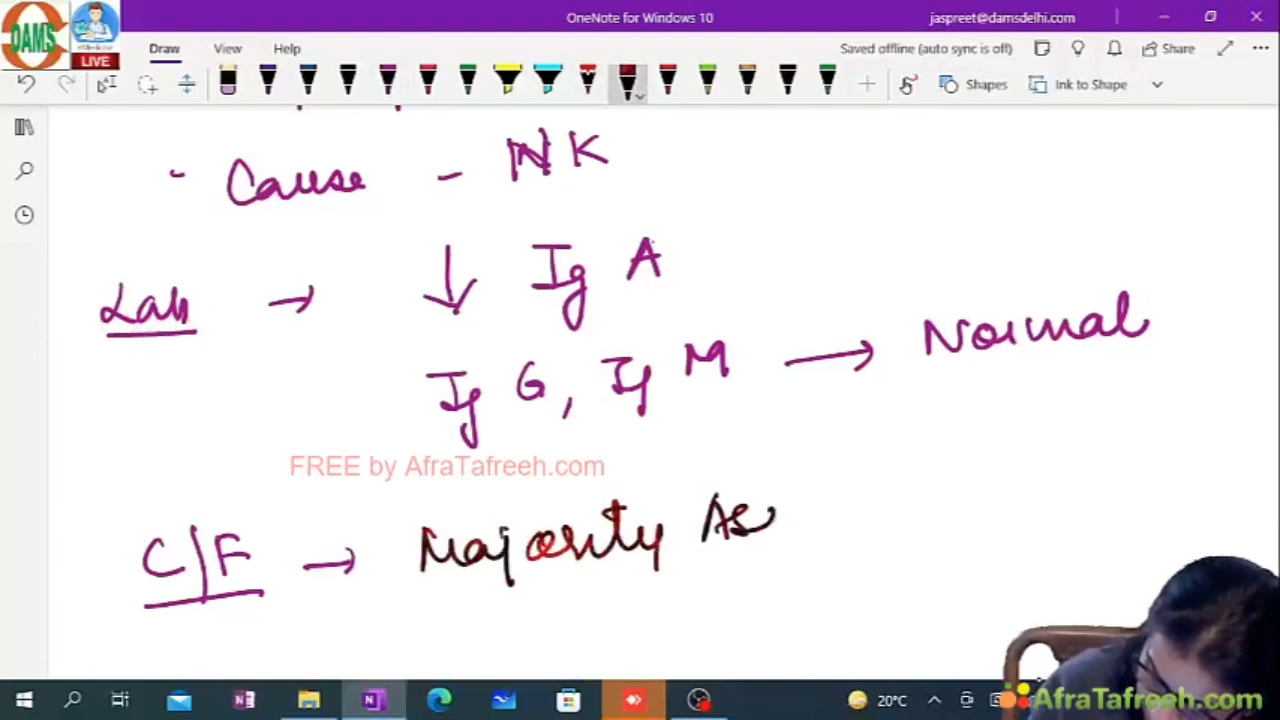 DAMS
eMedicoz
LIVE
OneNote for Windows 10
jaspreet@damsdelhi.com
Draw View Help
Saved offline (auto sync is off)
Share
Shapes
Ink to Shape
- Cause - NK
Lab → ↓ Ig A
Ig G, Ig M → Normal
FREE by AfraTafreeh.com
C/F → Majority As
20°C
AfraTafreeh.com